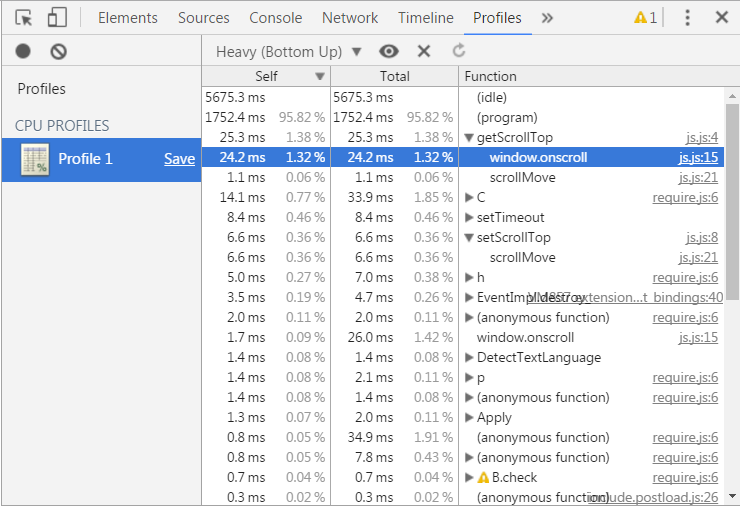 Elements Sources Console Network Timeline Profiles » 1
Heavy (Bottom Up) ▼
Profiles
CPU PROFILES
Profile 1 Save
Self ▼ Total Function
5675.3 ms 5675.3 ms (idle)
1752.4 ms 95.82 % 1752.4 ms 95.82 % (program)
25.3 ms 1.38 % 25.3 ms 1.38 % ▼getScrollTop js.js:4
24.2 ms 1.32 % 24.2 ms 1.32 % window.onscroll js.js:15
1.1 ms 0.06 % 1.1 ms 0.06 % scrollMove js.js:21
14.1 ms 0.77 % 33.9 ms 1.85 % ▶C require.js:6
8.4 ms 0.46 % 8.4 ms 0.46 % ▶setTimeout
6.6 ms 0.36 % 6.6 ms 0.36 % ▼setScrollTop js.js:8
6.6 ms 0.36 % 6.6 ms 0.36 % scrollMove js.js:21
5.0 ms 0.27 % 7.0 ms 0.38 % ▶h require.js:6
3.5 ms 0.19 % 4.7 ms 0.26 % ▶EventImpl.destroy extension…t_bindings:40
2.0 ms 0.11 % 2.0 ms 0.11 % ▶(anonymous function) require.js:6
1.7 ms 0.09 % 26.0 ms 1.42 % window.onscroll js.js:15
1.4 ms 0.08 % 1.4 ms 0.08 % ▶DetectTextLanguage
1.4 ms 0.08 % 2.1 ms 0.11 % ▶p require.js:6
1.4 ms 0.08 % 1.4 ms 0.08 % ▶(anonymous function) require.js:6
1.3 ms 0.07 % 2.0 ms 0.11 % ▶Apply
0.8 ms 0.05 % 34.9 ms 1.91 % (anonymous function) require.js:6
0.8 ms 0.05 % 7.8 ms 0.43 % ▶(anonymous function) require.js:6
0.7 ms 0.04 % 0.7 ms 0.04 % ▶B.check require.js:6
0.3 ms 0.02 % 0.3 ms 0.02 % (anonymous function) include.postload.js:26